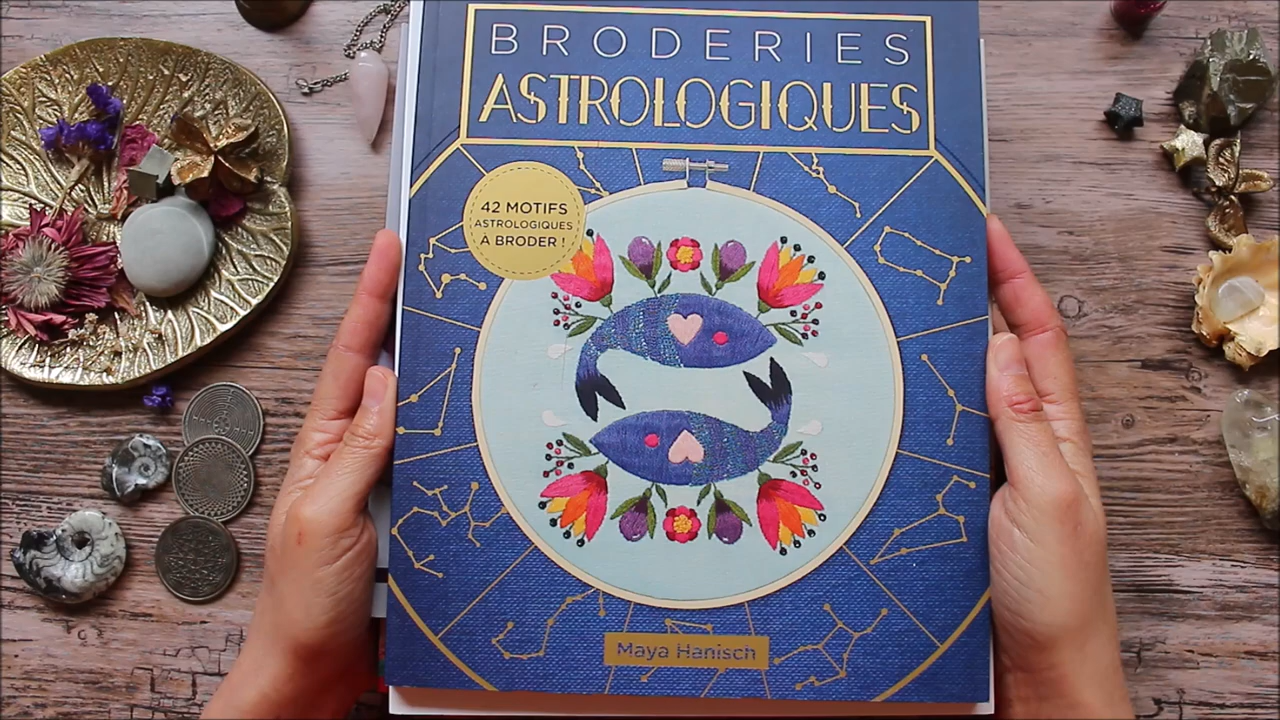 BRODERIES
ASTROLOGIQUES
42 MOTIFS
ASTROLOGIQUES
À BRODER !
Maya Hanisch